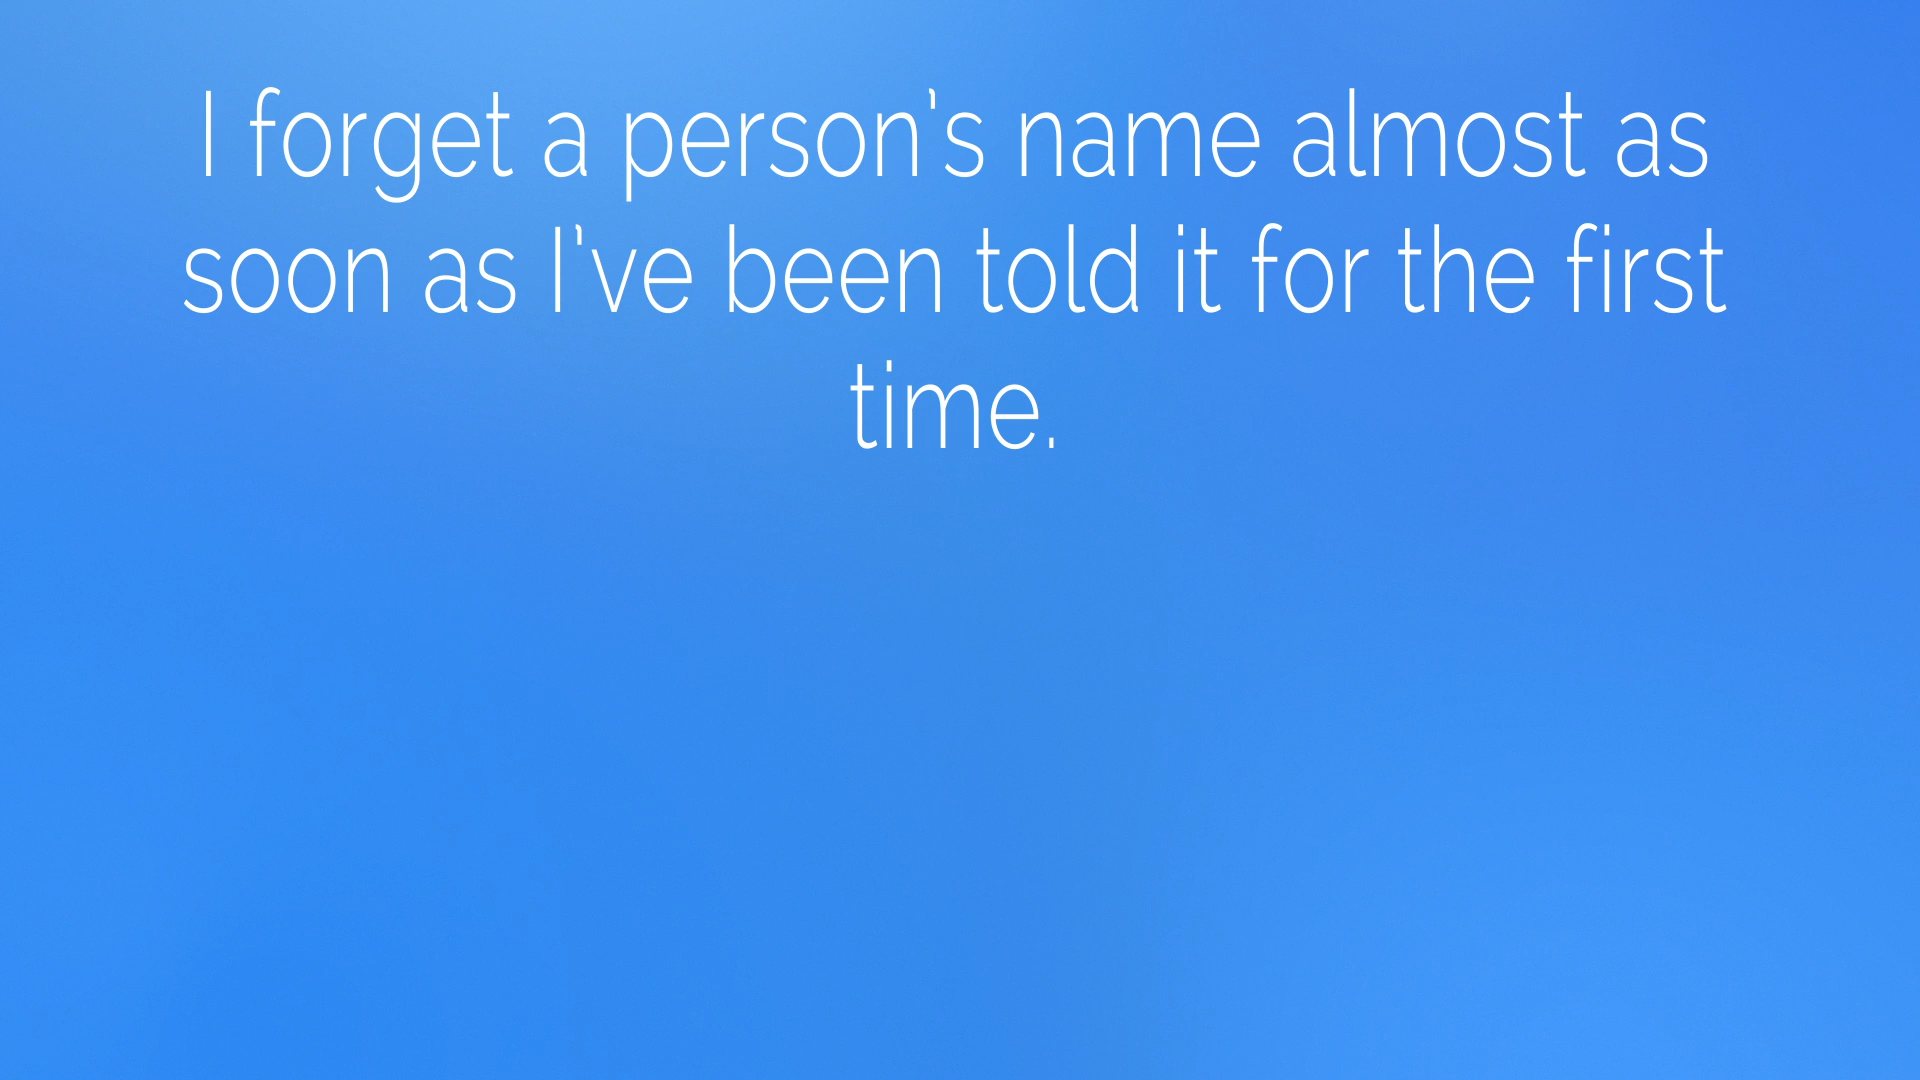 I forget a person's name almost as
soon as I've been told it for the first
time.